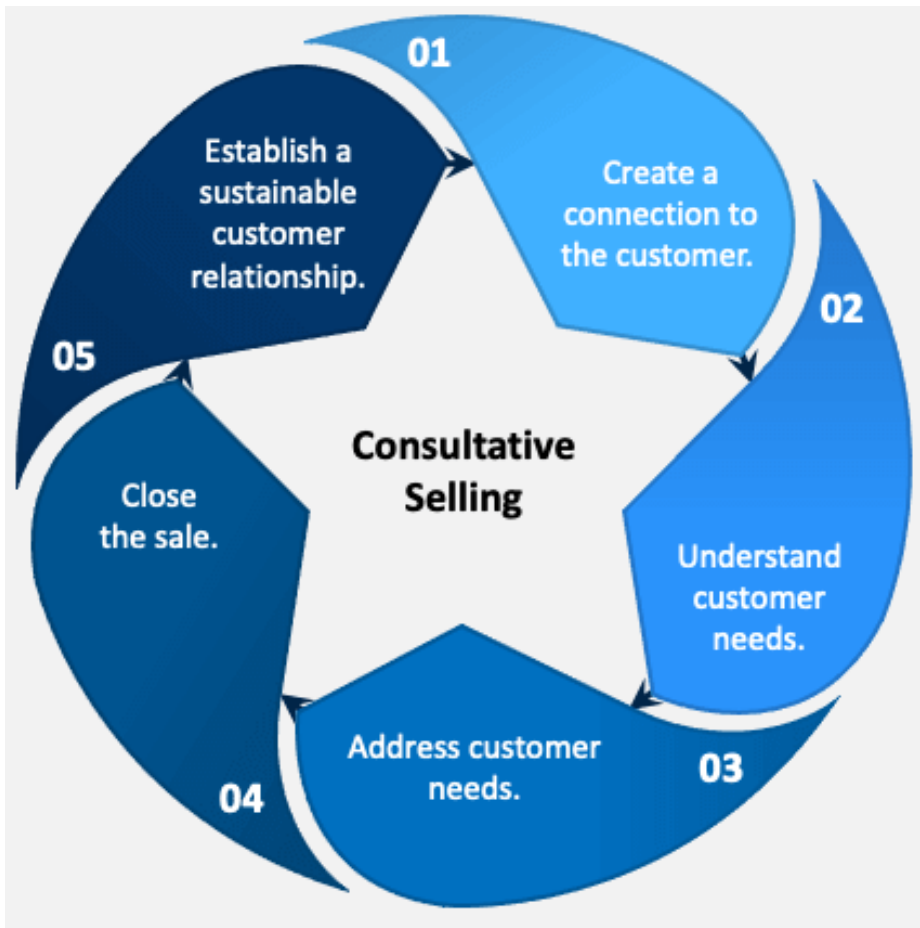 01
Create a
connection to
the customer.
02
Understand
customer
needs.
03
Address customer
needs.
04
Close
the sale.
05
Establish a
sustainable
customer
relationship.
Consultative
Selling